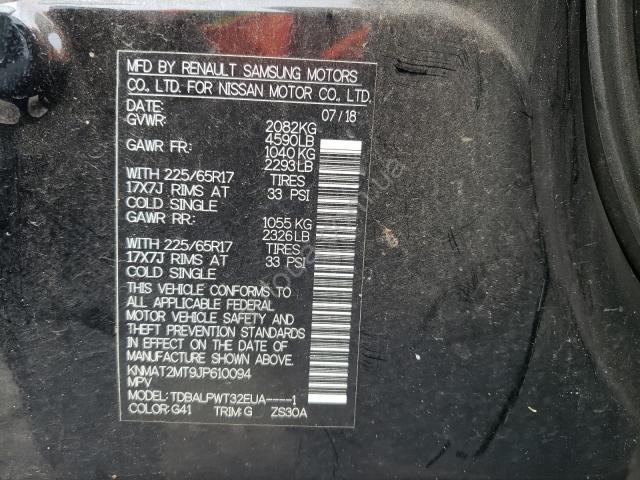 MFD BY RENAULT SAMSUNG MOTORS
CO., LTD. FOR NISSAN MOTOR CO., LTD.
DATE: 07/18
GVWR: 2082KG
4590LB
GAWR FR: 1040KG
2293LB
WITH 225/65R17 TIRES
17X7J RIMS AT 33 PSI
COLD SINGLE
GAWR RR: 1055 KG
2326LB
WITH 225/65R17 TIRES
17X7J RIMS AT 33 PSI
COLD SINGLE
THIS VEHICLE CONFORMS TO
ALL APPLICABLE FEDERAL
MOTOR VEHICLE SAFETY AND
THEFT PREVENTION STANDARDS
IN EFFECT ON THE DATE OF
MANUFACTURE SHOWN ABOVE.
KNMAT2MT9JP610094
MPV
MODEL: TDBALPWT32EUA----1
COLOR: G41 TRIM:G ZS30A